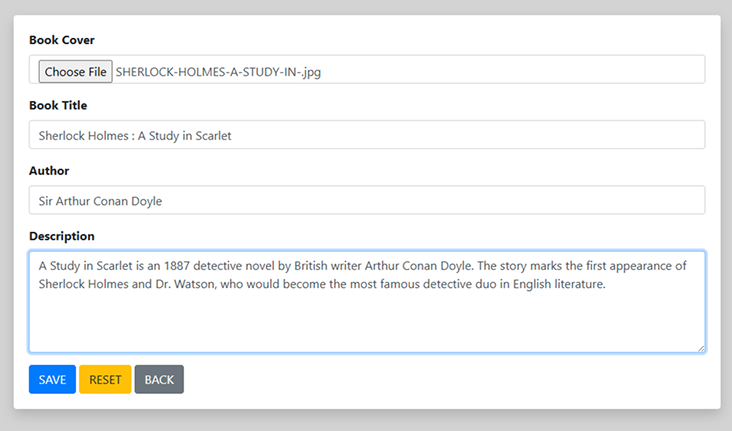 Book Cover
Choose File SHERLOCK-HOLMES-A-STUDY-IN-.jpg
Book Title
Sherlock Holmes : A Study in Scarlet
Author
Sir Arthur Conan Doyle
Description
A Study in Scarlet is an 1887 detective novel by British writer Arthur Conan Doyle. The story marks the first appearance of
Sherlock Holmes and Dr. Watson, who would become the most famous detective duo in English literature.
SAVE RESET BACK